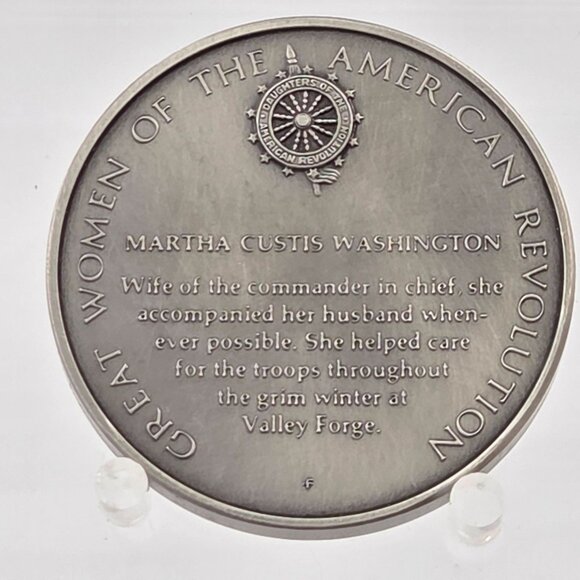 GREAT WOMEN OF THE AMERICAN REVOLUTION
DAUGHTERS OF THE
AMERICAN REVOLUTION
MARTHA CUSTIS WASHINGTON
Wife of the commander in chief, she
accompanied her husband when-
ever possible. She helped care
for the troops throughout
the grim winter at
Valley Forge.
F